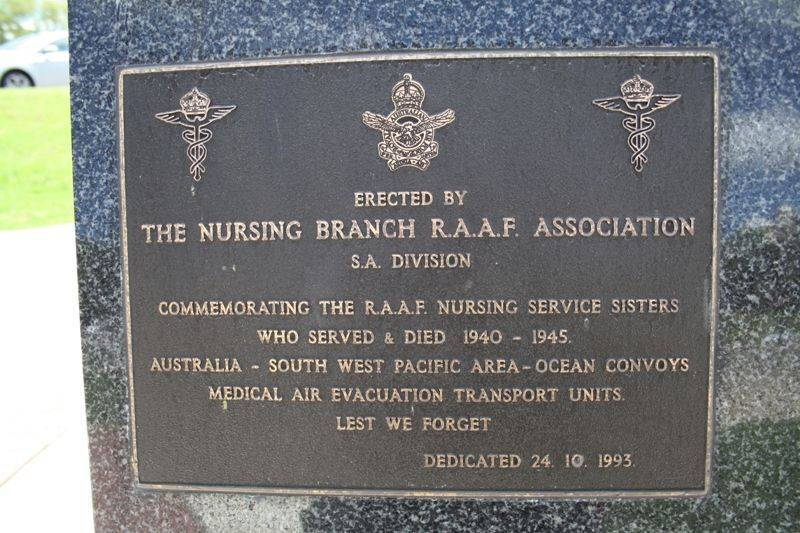 ERECTED BY
THE NURSING BRANCH R.A.A.F. ASSOCIATION
S.A. DIVISION
COMMEMORATING THE R.A.A.F. NURSING SERVICE SISTERS
WHO SERVED & DIED 1940 - 1945.
AUSTRALIA - SOUTH WEST PACIFIC AREA - OCEAN CONVOYS
MEDICAL AIR EVACUATION TRANSPORT UNITS.
LEST WE FORGET
DEDICATED 24. 10. 1993.